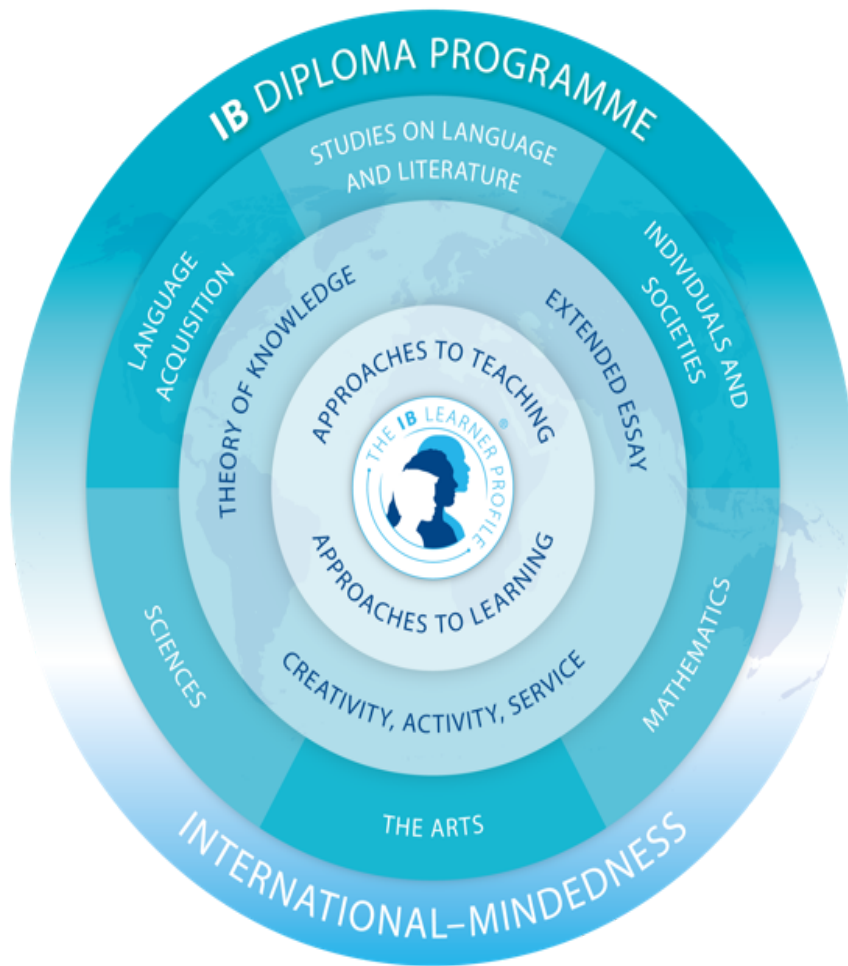 IB DIPLOMA PROGRAMME
STUDIES ON LANGUAGE
AND LITERATURE
LANGUAGE
ACQUISITION
INDIVIDUALS AND
SOCIETIES
THEORY OF KNOWLEDGE
EXTENDED ESSAY
APPROACHES TO TEACHING
THE IB LEARNER PROFILE
®
APPROACHES TO LEARNING
CREATIVITY, ACTIVITY, SERVICE
SCIENCES
MATHEMATICS
THE ARTS
INTERNATIONAL–MINDEDNESS